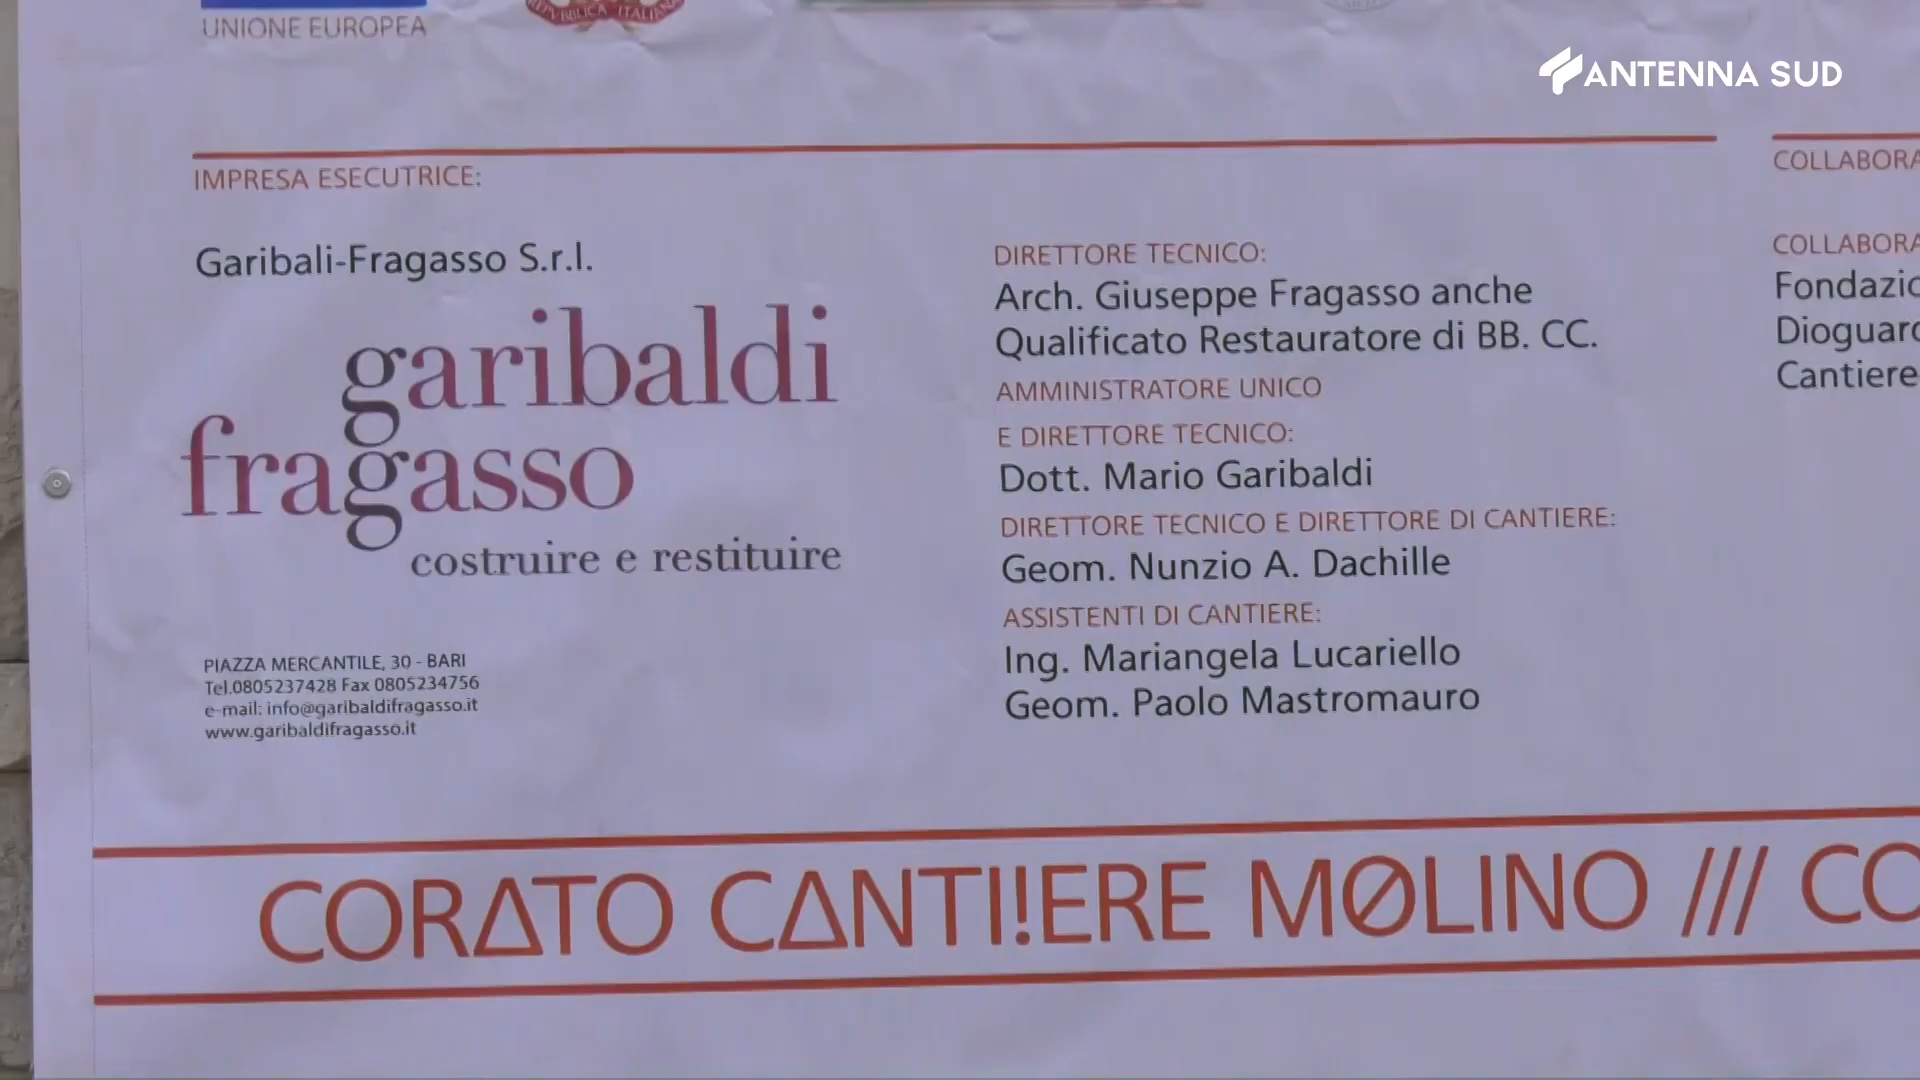 UNIONE EUROPEA
REPVBBLICA ITALIANA
ANTENNA SUD
IMPRESA ESECUTRICE:
Garibali-Fragasso S.r.l.
garibaldi
fragasso
costruire e restituire
PIAZZA MERCANTILE, 30 - BARI
Tel.0805237428 Fax 0805234756
e-mail: info@garibaldifragasso.it
www.garibaldifragasso.it
DIRETTORE TECNICO:
Arch. Giuseppe Fragasso anche
Qualificato Restauratore di BB. CC.
AMMINISTRATORE UNICO
E DIRETTORE TECNICO:
Dott. Mario Garibaldi
DIRETTORE TECNICO E DIRETTORE DI CANTIERE:
Geom. Nunzio A. Dachille
ASSISTENTI DI CANTIERE:
Ing. Mariangela Lucariello
Geom. Paolo Mastromauro
COLLABORA
COLLABORA
Fondazio
Dioguard
Cantiere
CORΔTO CΔNTI!ERE MØLINO /// CO